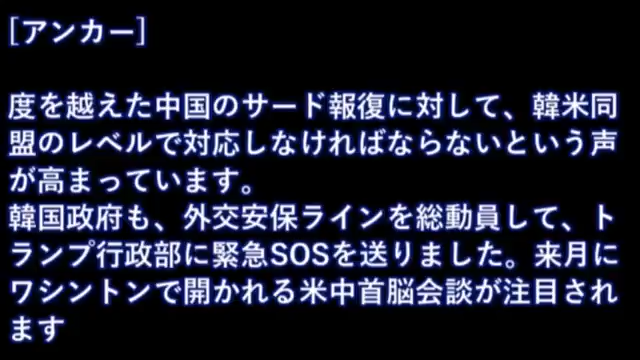 [アンカー]
度を越えた中国のサード報復に対して、韓米同
盟のレベルで対応しなければならないという声
が高まっています。
韓国政府も、外交安保ラインを総動員して、ト
ランプ行政部に緊急SOSを送りました。来月に
ワシントンで開かれる米中首脳会談が注目され
ます